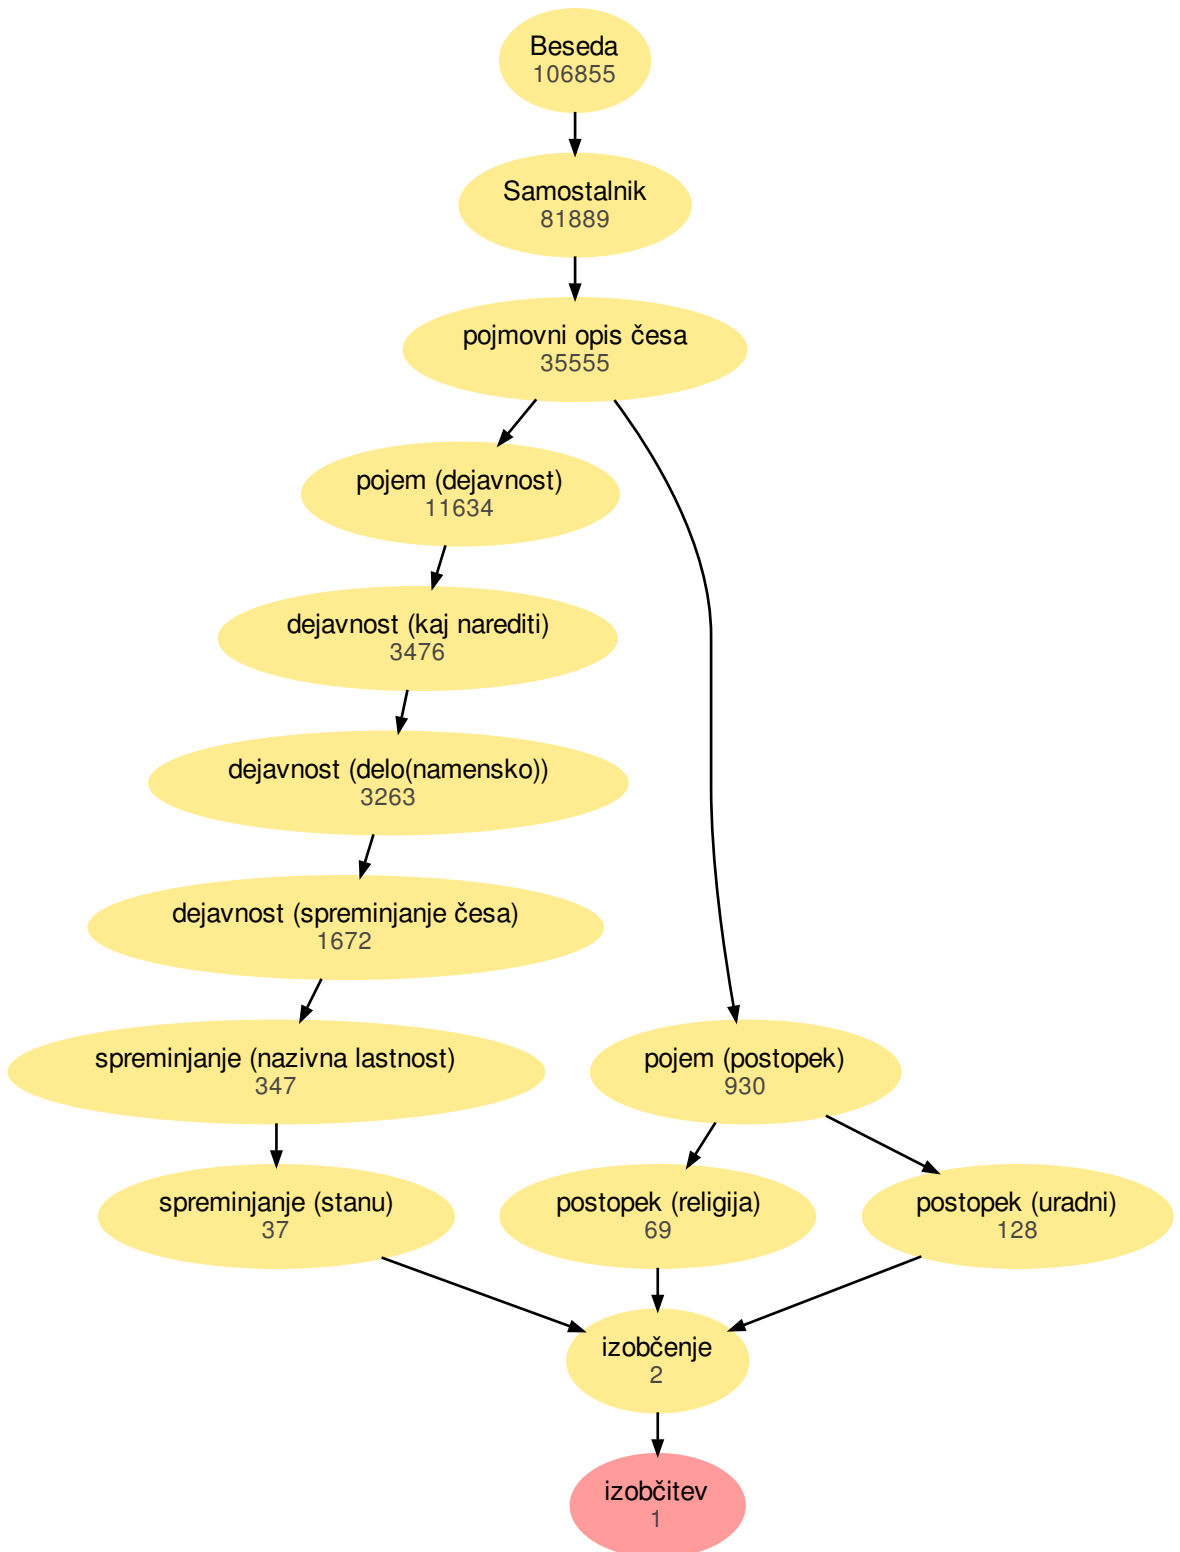 Beseda
106855
Samostalnik
81889
pojmovni opis česa
35555
pojem (dejavnost)
11634
dejavnost (kaj narediti)
3476
dejavnost (delo(namensko))
3263
dejavnost (spreminjanje česa)
1672
spreminjanje (nazivna lastnost)
347
pojem (postopek)
930
spreminjanje (stanu)
37
postopek (religija)
69
postopek (uradni)
128
izobčenje
2
izobčitev
1